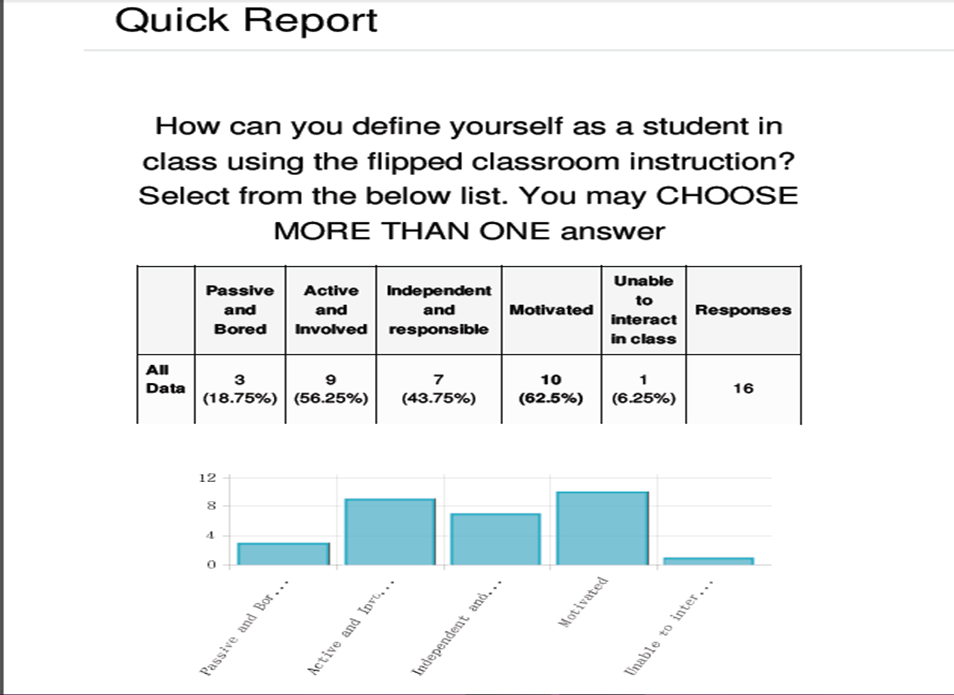 Quick Report
How can you define yourself as a student in
class using the flipped classroom instruction?
Select from the below list. You may CHOOSE
MORE THAN ONE answer
Passive and Bored Active and Involved Independent and responsible Motivated Unable to interact in class Responses
All Data 3 (18.75%) 9 (56.25%) 7 (43.75%) 10 (62.5%) 1 (6.25%) 16
12
8
4
0
Passive and Bor...
Active and Inv...
Independent and...
Motivated
Unable to inter...